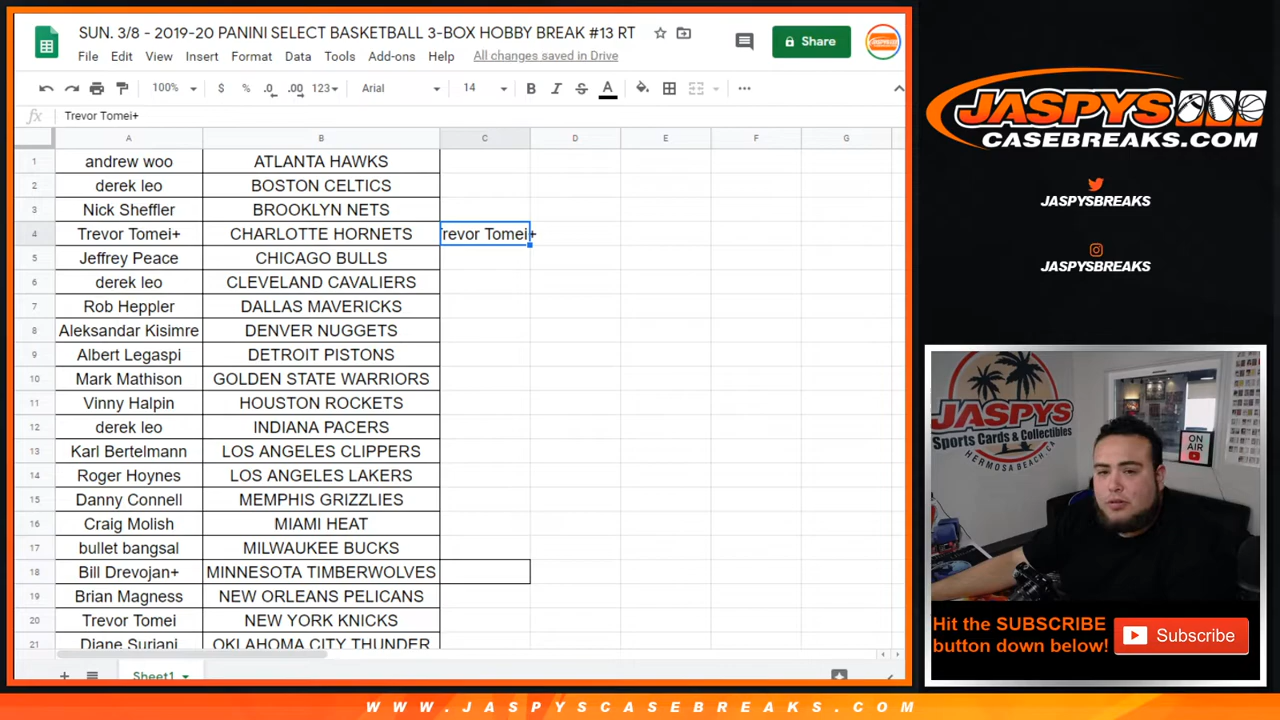 SUN. 3/8 - 2019-20 PANINI SELECT BASKETBALL 3-BOX HOBBY BREAK #13 RT
Share
File Edit View Insert Format Data Tools Add-ons Help All changes saved in Drive
100% $ % .0 .00 123 Arial 14 B I S A
fx Trevor Tomei+
A B C D E F G
1 andrew woo ATLANTA HAWKS
2 derek leo BOSTON CELTICS
3 Nick Sheffler BROOKLYN NETS
4 Trevor Tomei+ CHARLOTTE HORNETS Trevor Tomei+
5 Jeffrey Peace CHICAGO BULLS
6 derek leo CLEVELAND CAVALIERS
7 Rob Heppler DALLAS MAVERICKS
8 Aleksandar Kisimre DENVER NUGGETS
9 Albert Legaspi DETROIT PISTONS
10 Mark Mathison GOLDEN STATE WARRIORS
11 Vinny Halpin HOUSTON ROCKETS
12 derek leo INDIANA PACERS
13 Karl Bertelmann LOS ANGELES CLIPPERS
14 Roger Hoynes LOS ANGELES LAKERS
15 Danny Connell MEMPHIS GRIZZLIES
16 Craig Molish MIAMI HEAT
17 bullet bangsal MILWAUKEE BUCKS
18 Bill Drevojan+ MINNESOTA TIMBERWOLVES
19 Brian Magness NEW ORLEANS PELICANS
20 Trevor Tomei NEW YORK KNICKS
21 Diane Suriani OKLAHOMA CITY THUNDER
Sheet1
JASPYS
CASEBREAKS.COM
JASPYSBREAKS
JASPYSBREAKS
JASPYS
Sports Cards & Collectibles
HERMOSA BEACH, CA
ON AIR
Hit the SUBSCRIBE
button down below!
Subscribe
WWW.JASPYSCASEBREAKS.COM